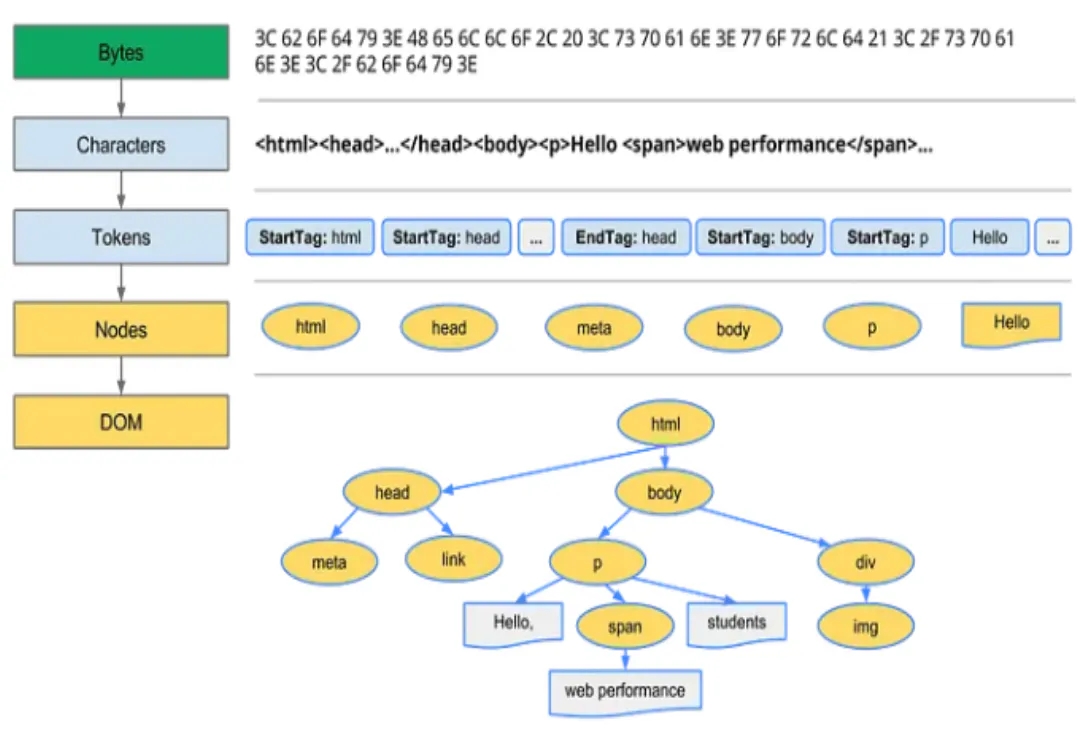 Bytes
3C 62 6F 64 79 3E 48 65 6C 6C 6F 2C 20 3C 73 70 61 6E 3E 77 6F 72 6C 64 21 3C 2F 73 70 61
6E 3E 3C 2F 62 6F 64 79 3E
Characters
<html><head>...</head><body><p>Hello <span>web performance</span>...
Tokens
StartTag: html StartTag: head ... EndTag: head StartTag: body StartTag: p Hello ...
Nodes
html head meta body p Hello
DOM
html
head body
meta link p div
Hello, span students img
web performance